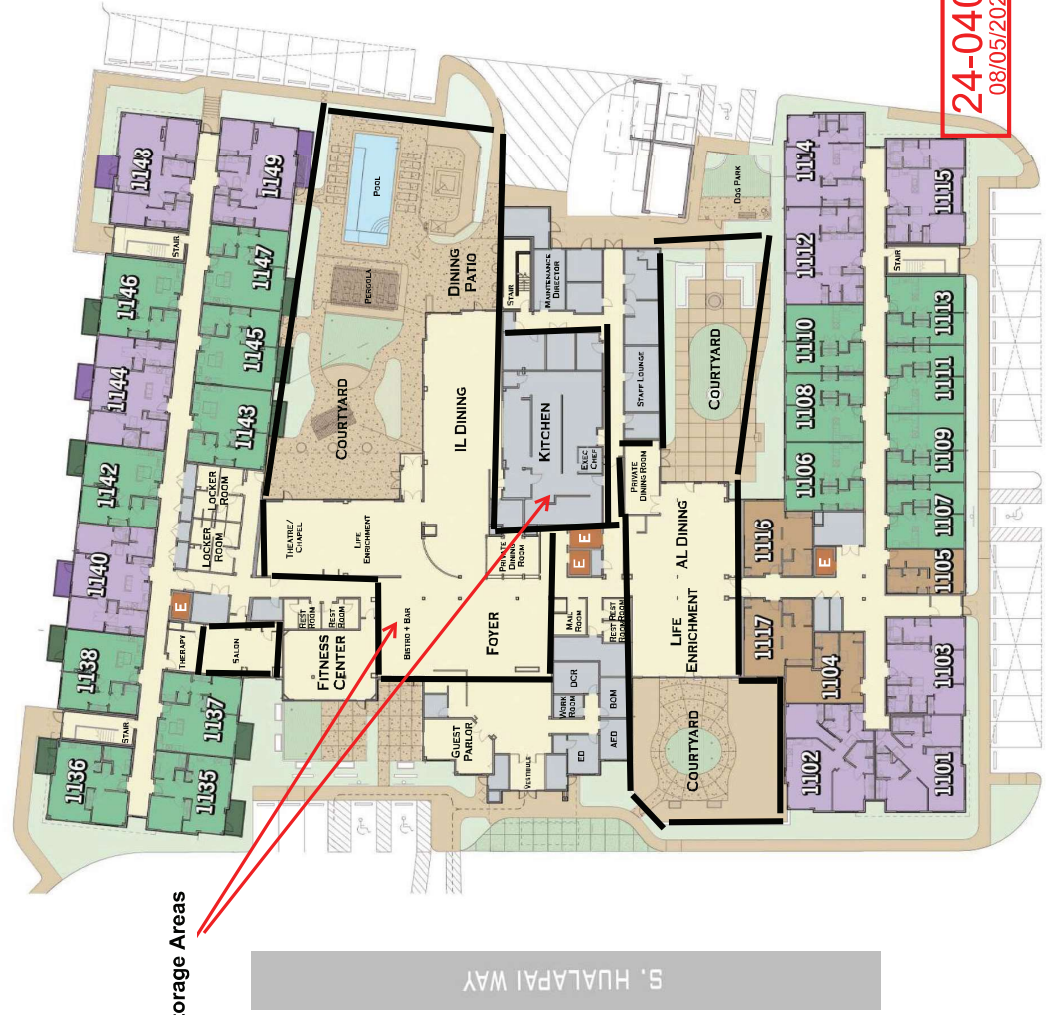 24-040
08/05/202
1148
1149
STAIR
1146
1147
1144
1145
1142
1143
1140
1138
1137
1136
1135
STAIR
LOCKER
ROOM
LOCKER
ROOM
E
THERAPY
SALON
REST
ROOM
REST
ROOM
FITNESS
CENTER
POOL
PERGOLA
DINING
PATIO
COURTYARD
THEATRE/
CHAPEL
LIFE
ENRICHMENT
IL DINING
BISTRO + BAR
FOYER
PRIVATE
DINING
ROOM
GUEST
PARLOR
VESTIBULE
STAIR
MAINTENANCE
DIRECTOR
KITCHEN
EXEC
CHEF
STAFF LOUNGE
PRIVATE
DINING ROOM
E
E
MAIL
ROOM
REST
ROOM
REST
ROOM
DCR
WORK
ROOM
BOM
AED
ED
DOG PARK
COURTYARD
AL DINING
LIFE
ENRICHMENT
COURTYARD
1114
1115
1112
STAIR
1113
1110
1111
1108
1109
1106
1107
1116
E
1105
1117
1104
1103
1102
1101
torage Areas
S. HUALAPAI WAY